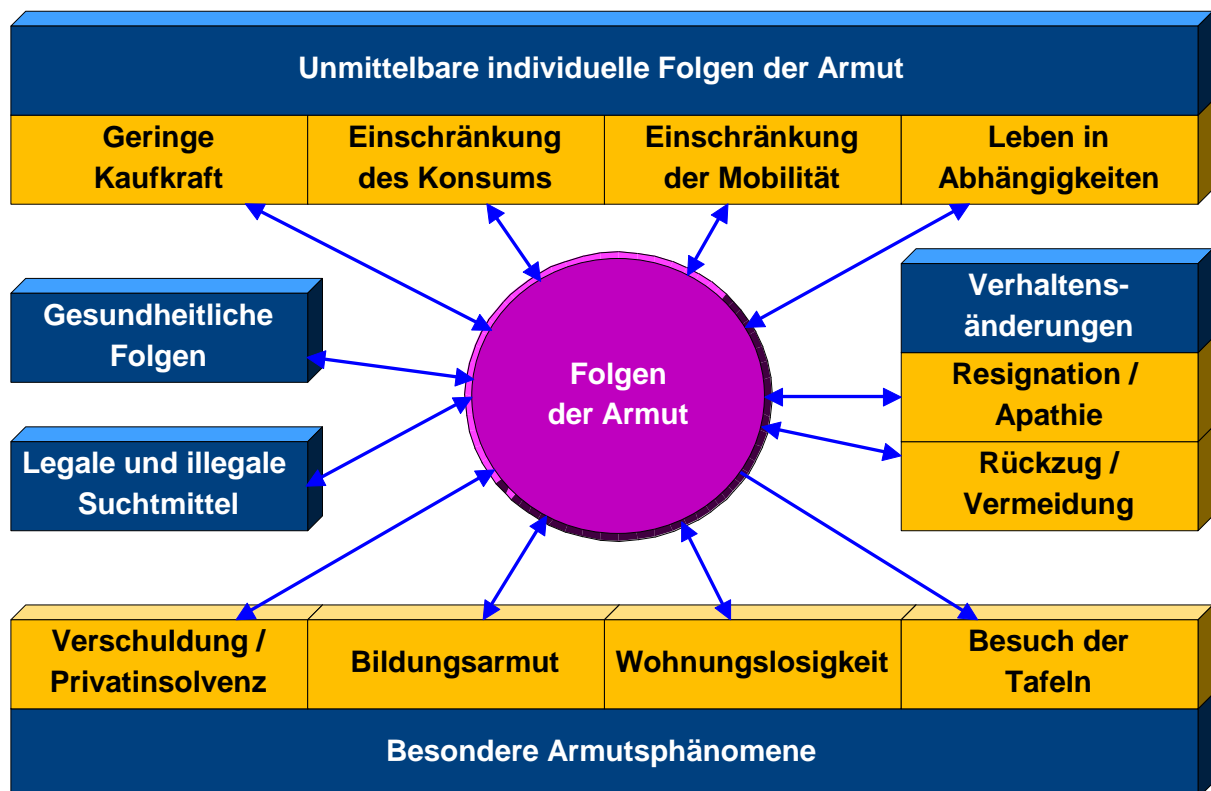 Unmittelbare individuelle Folgen der Armut
Geringe
Kaufkraft
Einschränkung
des Konsums
Einschränkung
der Mobilität
Leben in
Abhängigkeiten
Gesundheitliche
Folgen
Legale und illegale
Suchtmittel
Folgen
der Armut
Verhaltens-
änderungen
Resignation /
Apathie
Rückzug /
Vermeidung
Verschuldung /
Privatinsolvenz
Bildungsarmut
Wohnungslosigkeit
Besuch der
Tafeln
Besondere Armutsphänomene